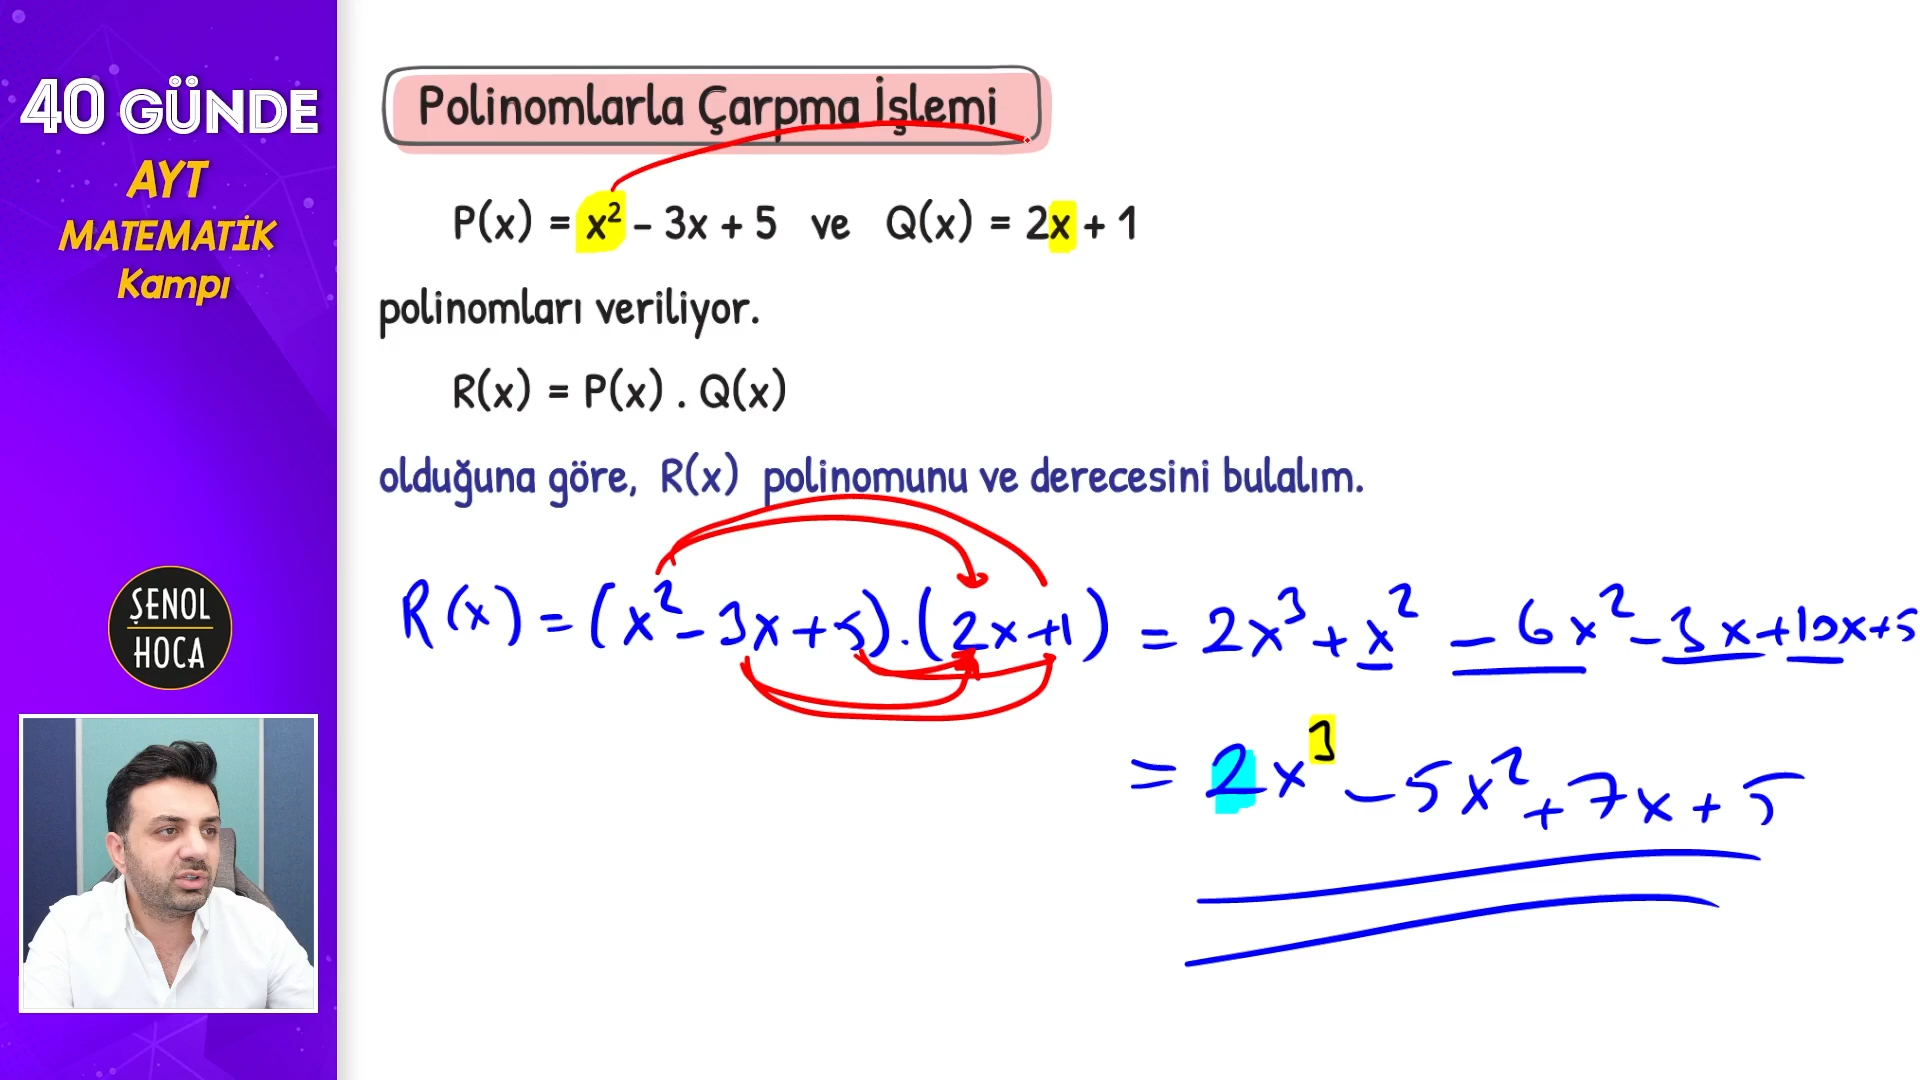 40 GÜNDE
AYT
MATEMATİK
Kampı
ŞENOL
HOCA
Polinomlarla Çarpma İşlemi
P(x) = x² - 3x + 5 ve Q(x) = 2x + 1
polinomları veriliyor.
R(x) = P(x) . Q(x)
olduğuna göre, R(x) polinomunu ve derecesini bulalım.
R(x) = (x² - 3x + 5) . (2x + 1) = 2x³ + x² - 6x² - 3x + 10x + 5
= 2x³ - 5x² + 7x + 5